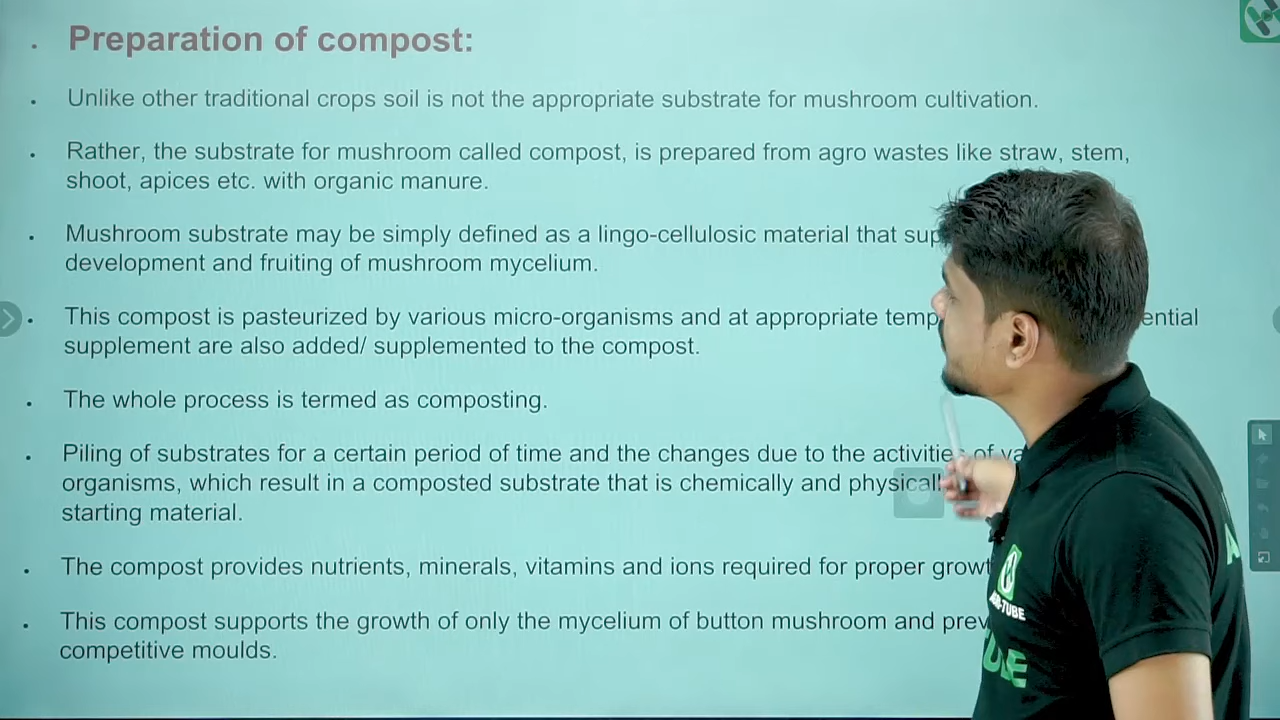 Preparation of compost:
Unlike other traditional crops soil is not the appropriate substrate for mushroom cultivation.
Rather, the substrate for mushroom called compost, is prepared from agro wastes like straw, stem,
shoot, apices etc. with organic manure.
Mushroom substrate may be simply defined as a lingo-cellulosic material that
development and fruiting of mushroom mycelium.
This compost is pasteurized by various micro-organisms and at appropriate
supplement are also added/ supplemented to the compost.
The whole process is termed as composting.
Piling of substrates for a certain period of time and the changes due to the activities of
organisms, which result in a composted substrate that is chemically and
starting material.
The compost provides nutrients, minerals, vitamins and ions required for proper
This compost supports the growth of only the mycelium of button mushroom and
competitive moulds.